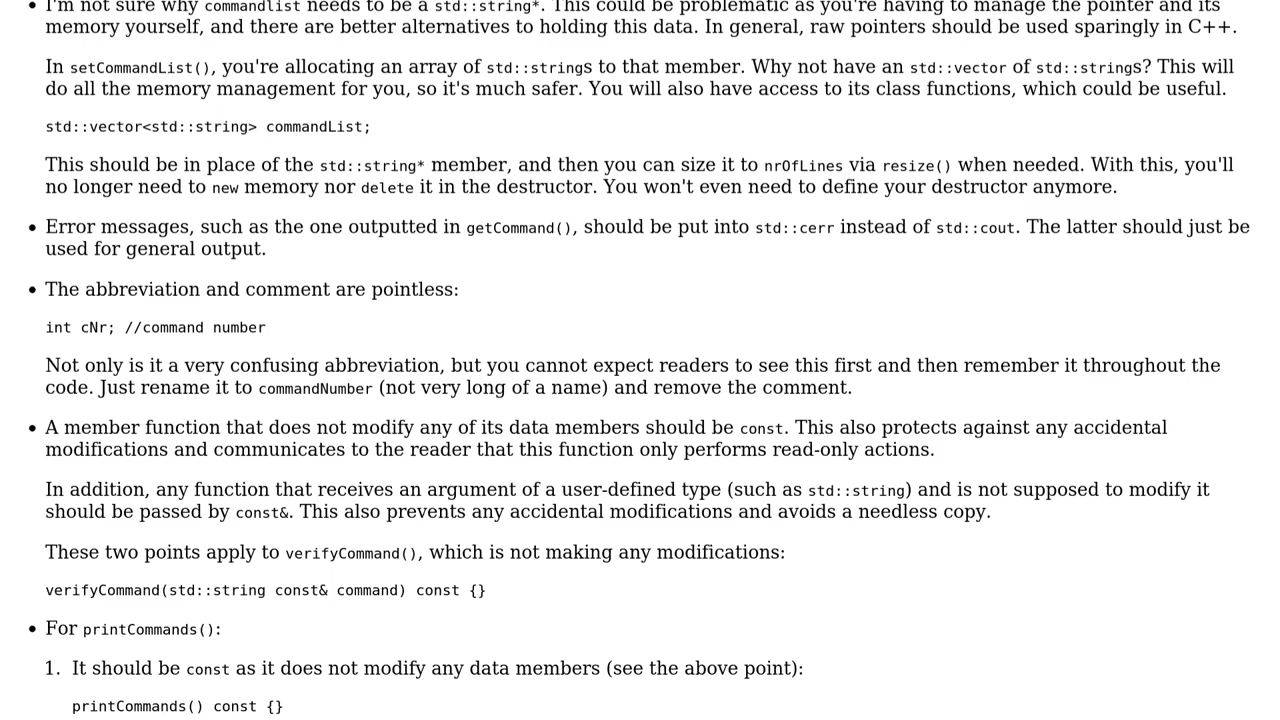 • I'm not sure why commandlist needs to be a std::string*. This could be problematic as you're having to manage the pointer and its
memory yourself, and there are better alternatives to holding this data. In general, raw pointers should be used sparingly in C++.
In setCommandList(), you're allocating an array of std::strings to that member. Why not have an std::vector of std::strings? This will
do all the memory management for you, so it's much safer. You will also have access to its class functions, which could be useful.
std::vector<std::string> commandList;
This should be in place of the std::string* member, and then you can size it to nrOfLines via resize() when needed. With this, you'll
no longer need to new memory nor delete it in the destructor. You won't even need to define your destructor anymore.
• Error messages, such as the one outputted in getCommand(), should be put into std::cerr instead of std::cout. The latter should just be
used for general output.
• The abbreviation and comment are pointless:
int cNr; //command number
Not only is it a very confusing abbreviation, but you cannot expect readers to see this first and then remember it throughout the
code. Just rename it to commandNumber (not very long of a name) and remove the comment.
• A member function that does not modify any of its data members should be const. This also protects against any accidental
modifications and communicates to the reader that this function only performs read-only actions.
In addition, any function that receives an argument of a user-defined type (such as std::string) and is not supposed to modify it
should be passed by const&. This also prevents any accidental modifications and avoids a needless copy.
These two points apply to verifyCommand(), which is not making any modifications:
verifyCommand(std::string const& command) const {}
• For printCommands():
1. It should be const as it does not modify any data members (see the above point):
printCommands() const {}